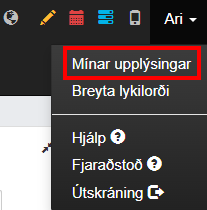 Ari
Mínar upplýsingar
Breyta lykilorði
Hjálp
Fjaraðstoð
Útskráning